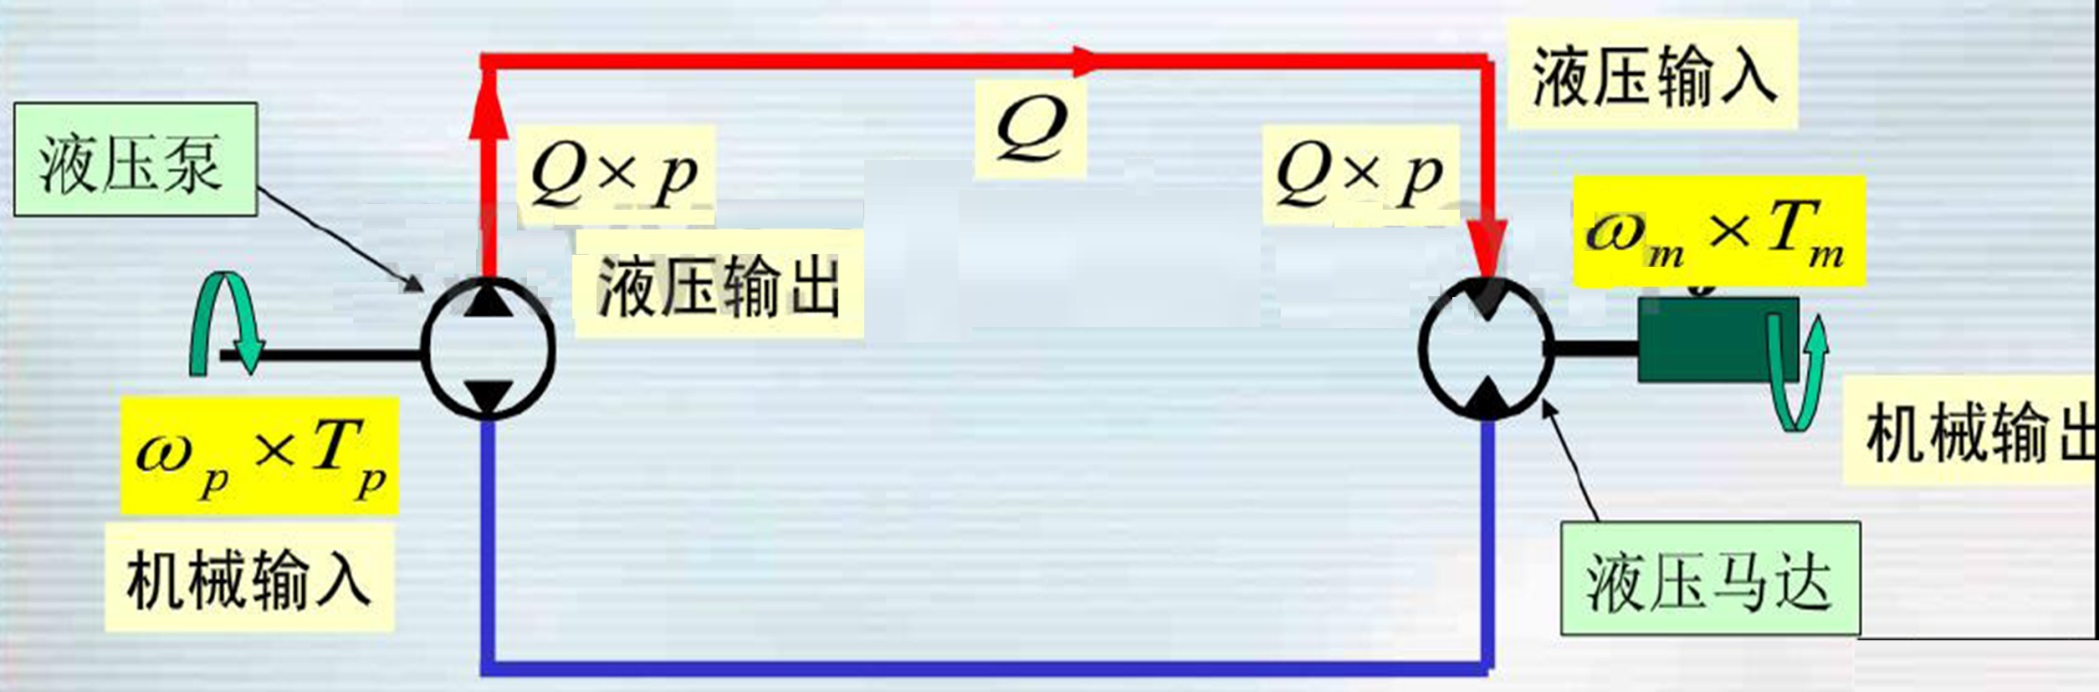 液压输入
Q
液压泵
Q × p
Q × p
ω_m × T_m
液压输出
机械输出
ω_p × T_p
机械输入
液压马达